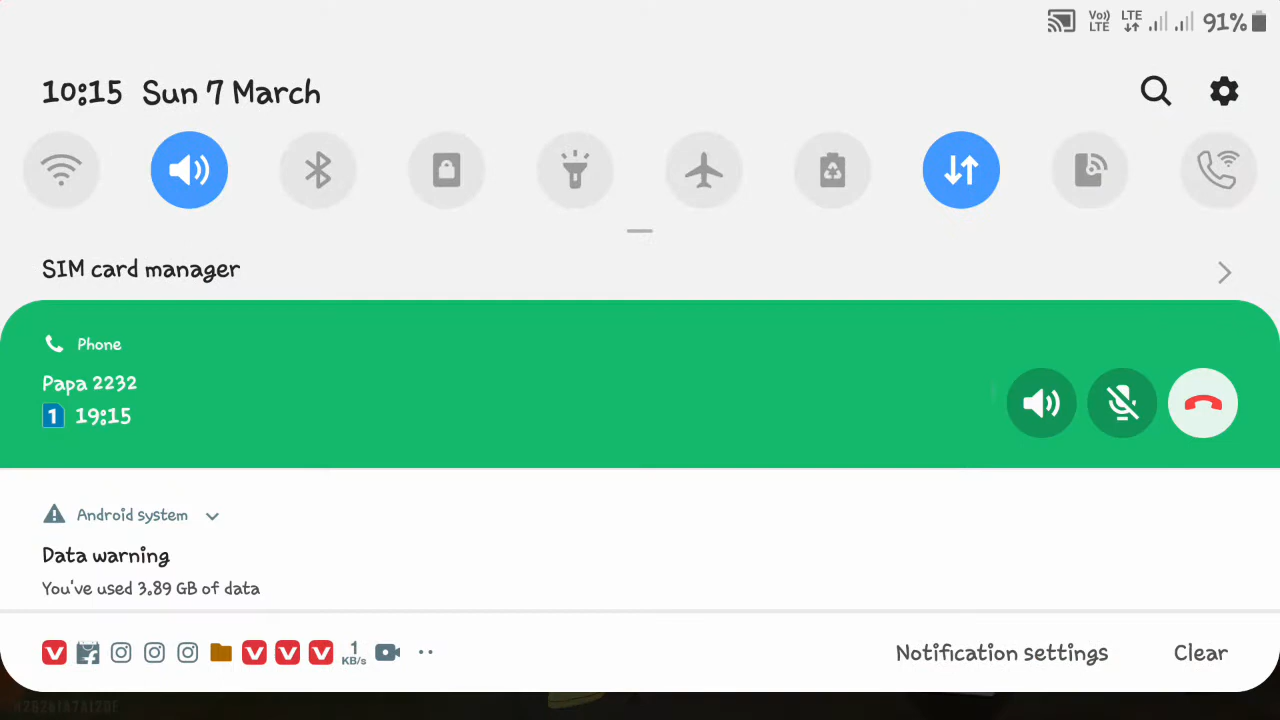 Vo)) LTE LTE 91%
10:15 Sun 7 March
SIM card manager
Phone
Papa 2232
1 19:15
Android system
Data warning
You've used 3.89 GB of data
1 KB/s
Notification settings Clear